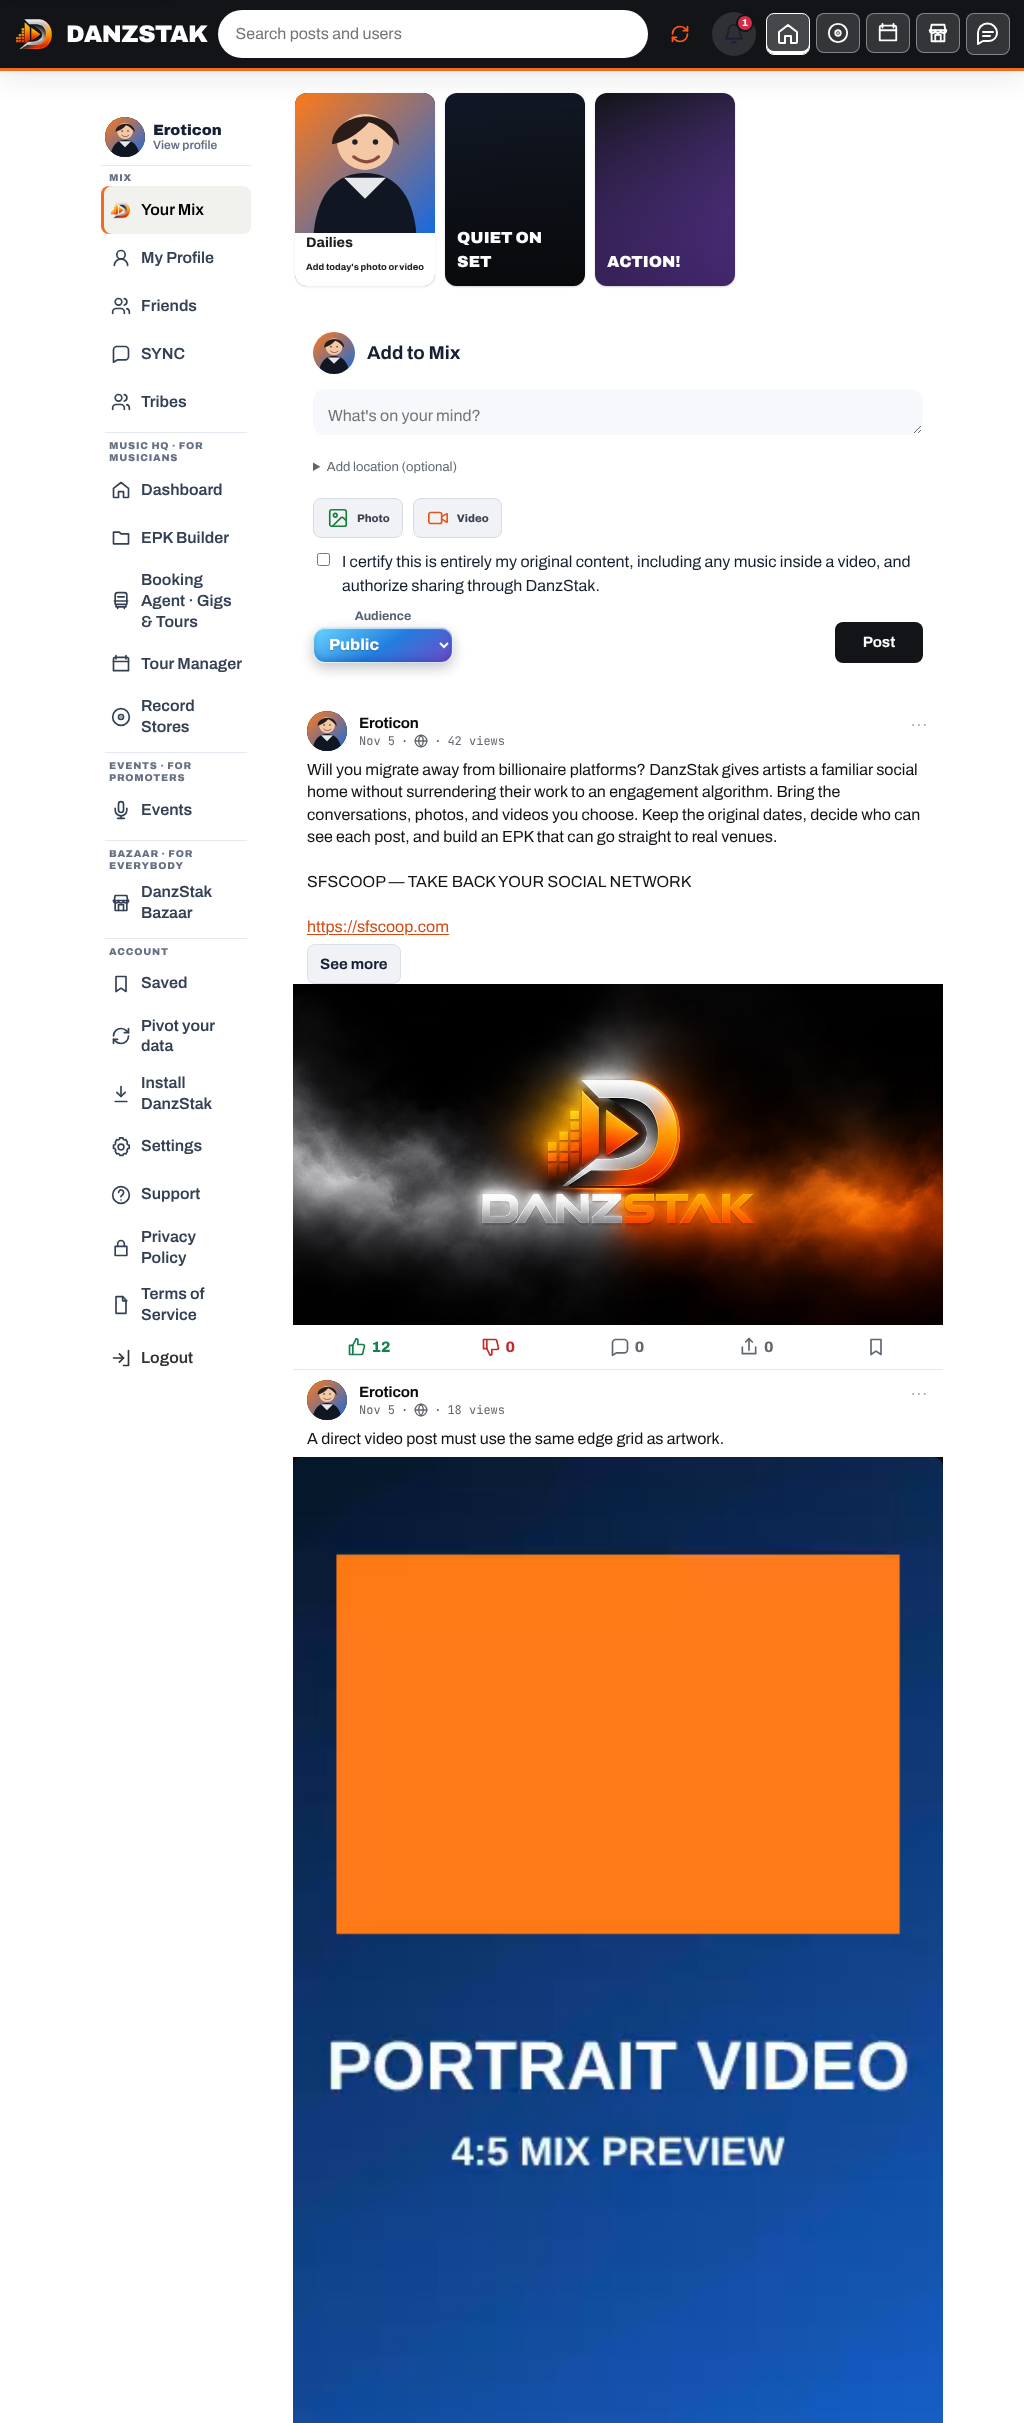 DANZSTAK
Search posts and users
1
Eroticon
View profile
MIX
Your Mix
My Profile
Friends
SYNC
Tribes
MUSIC HQ · FOR
MUSICIANS
Dashboard
EPK Builder
Booking
Agent · Gigs
& Tours
Tour Manager
Record
Stores
EVENTS · FOR
PROMOTERS
Events
BAZAAR · FOR
EVERYBODY
DanzStak
Bazaar
ACCOUNT
Saved
Pivot your
data
Install
DanzStak
Settings
Support
Privacy
Policy
Terms of
Service
Logout
Dailies
Add today's photo or video
QUIET ON
SET
ACTION!
Add to Mix
What's on your mind?
Add location (optional)
Photo
Video
I certify this is entirely my original content, including any music inside a video, and
authorize sharing through DanzStak.
Audience
Public
Post
Eroticon
Nov 5 · · 42 views
Will you migrate away from billionaire platforms? DanzStak gives artists a familiar social
home without surrendering their work to an engagement algorithm. Bring the
conversations, photos, and videos you choose. Keep the original dates, decide who can
see each post, and build an EPK that can go straight to real venues.
SFSCOOP — TAKE BACK YOUR SOCIAL NETWORK
https://sfscoop.com
See more
DANZSTAK
12
0
0
0
Eroticon
Nov 5 · · 18 views
A direct video post must use the same edge grid as artwork.
PORTRAIT VIDEO
4:5 MIX PREVIEW